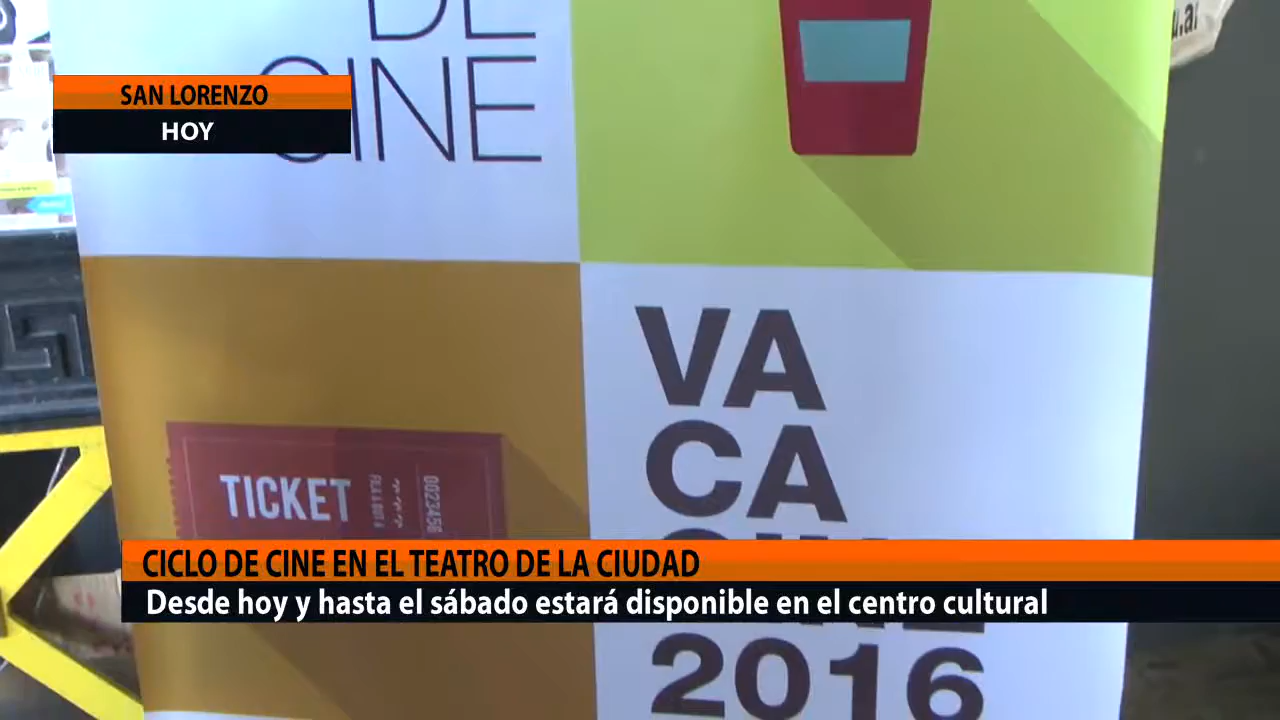 DE
CINE
SAN LORENZO
HOY
VA
CA
TICKET
CICLO DE CINE EN EL TEATRO DE LA CIUDAD
Desde hoy y hasta el sábado estará disponible en el centro cultural
2016